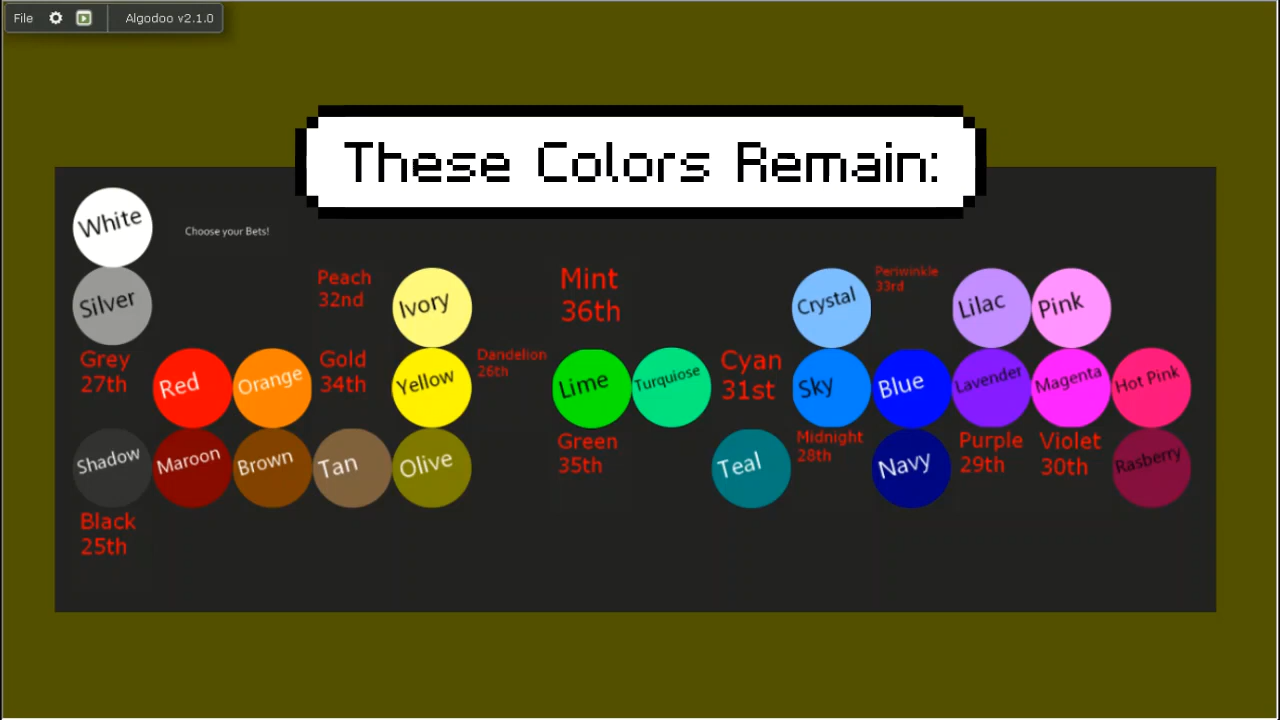 File
Algodoo v2.1.0
These Colors Remain:
White
Choose your Bets!
Silver
Peach
32nd
Ivory
Mint
36th
Crystal
Periwinkle
33rd
Lilac
Pink
Grey
27th
Red
Orange
Gold
34th
Yellow
Dandelion
26th
Lime
Turquiose
Cyan
31st
Sky
Blue
Lavender
Magenta
Hot Pink
Shadow
Maroon
Brown
Tan
Olive
Green
35th
Teal
Midnight
28th
Navy
Purple
29th
Violet
30th
Rasberry
Black
25th